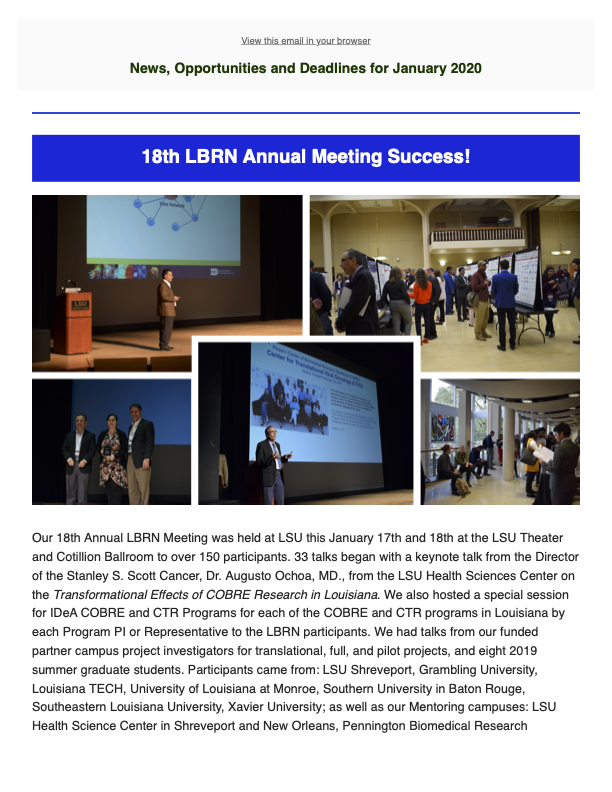 View this email in your browser
News, Opportunities and Deadlines for January 2020
18th LBRN Annual Meeting Success!
LSU
Center for Translational Viral Oncology (CTVO)
Our 18th Annual LBRN Meeting was held at LSU this January 17th and 18th at the LSU Theater
and Cotillion Ballroom to over 150 participants. 33 talks began with a keynote talk from the Director
of the Stanley S. Scott Cancer, Dr. Augusto Ochoa, MD., from the LSU Health Sciences Center on
the Transformational Effects of COBRE Research in Louisiana. We also hosted a special session
for IDeA COBRE and CTR Programs for each of the COBRE and CTR programs in Louisiana by
each Program PI or Representative to the LBRN participants. We had talks from our funded
partner campus project investigators for translational, full, and pilot projects, and eight 2019
summer graduate students. Participants came from: LSU Shreveport, Grambling University,
Louisiana TECH, University of Louisiana at Monroe, Southern University in Baton Rouge,
Southeastern Louisiana University, Xavier University; as well as our Mentoring campuses: LSU
Health Science Center in Shreveport and New Orleans, Pennington Biomedical Research